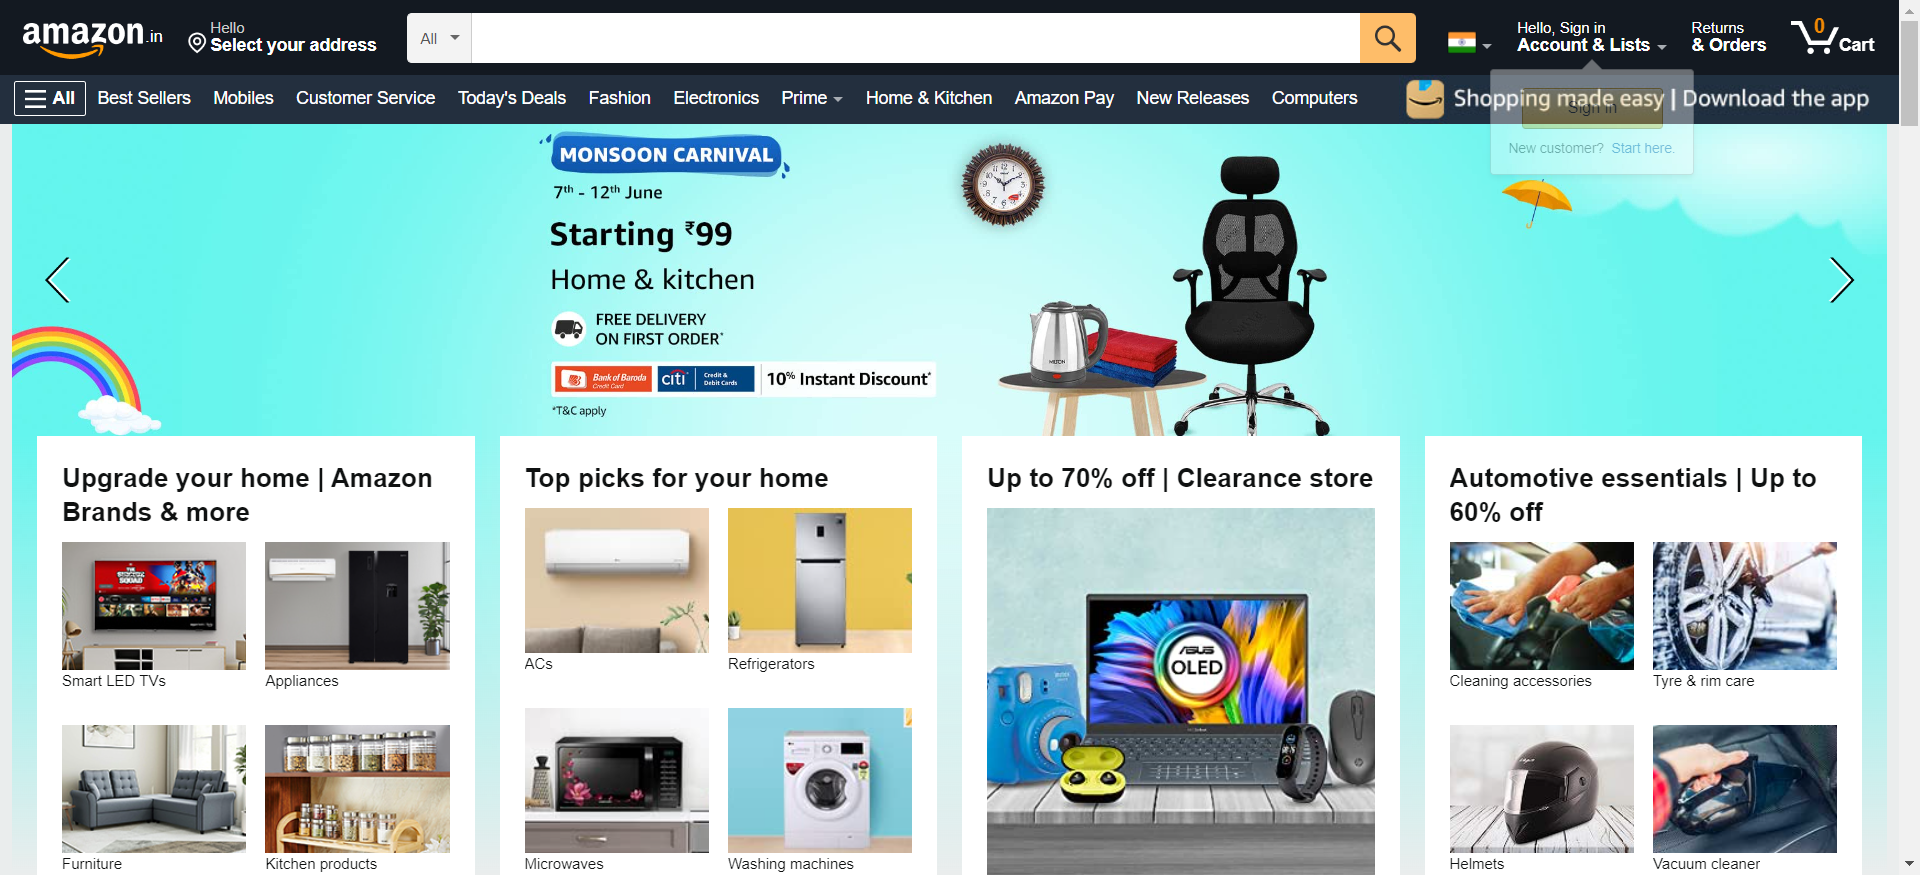 amazon.in
Hello
Select your address
All
Hello, Sign in
Account & Lists
Returns
& Orders
0
Cart
All
Best Sellers
Mobiles
Customer Service
Today's Deals
Fashion
Electronics
Prime
Home & Kitchen
Amazon Pay
New Releases
Computers
Shopping made easy | Download the app
Sign in
New customer? Start here.
MONSOON CARNIVAL
7th - 12th June
Starting ₹99
Home & kitchen
FREE DELIVERY
ON FIRST ORDER*
Bank of Baroda
Credit Card
citi
Credit &
Debit Cards
10% Instant Discount*
*T&C apply
MILTON
Upgrade your home | Amazon
Brands & more
Smart LED TVs
Appliances
Furniture
Kitchen products
Top picks for your home
ACs
Refrigerators
Microwaves
Washing machines
Up to 70% off | Clearance store
ASUS
OLED
Automotive essentials | Up to
60% off
Cleaning accessories
Tyre & rim care
Helmets
Vacuum cleaner